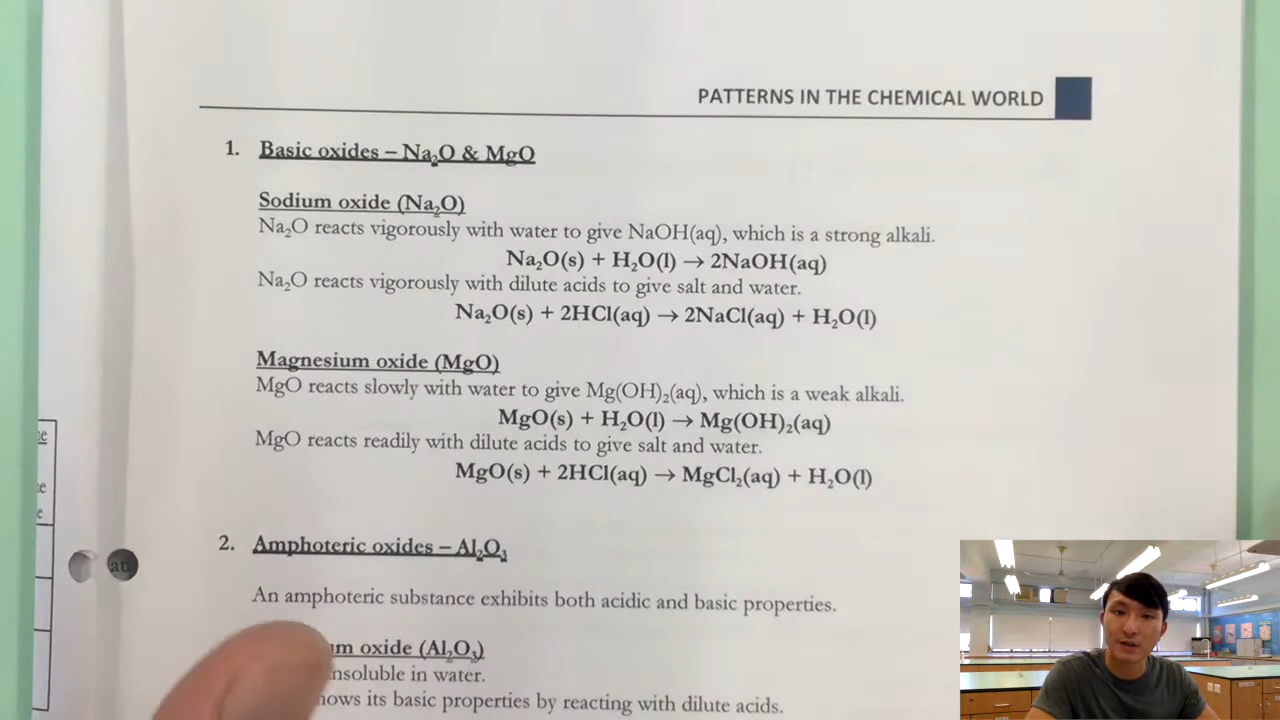 PATTERNS IN THE CHEMICAL WORLD
1. Basic oxides – Na₂O & MgO
Sodium oxide (Na₂O)
Na₂O reacts vigorously with water to give NaOH(aq), which is a strong alkali.
Na₂O(s) + H₂O(l) → 2NaOH(aq)
Na₂O reacts vigorously with dilute acids to give salt and water.
Na₂O(s) + 2HCl(aq) → 2NaCl(aq) + H₂O(l)
Magnesium oxide (MgO)
MgO reacts slowly with water to give Mg(OH)₂(aq), which is a weak alkali.
MgO(s) + H₂O(l) → Mg(OH)₂(aq)
MgO reacts readily with dilute acids to give salt and water.
MgO(s) + 2HCl(aq) → MgCl₂(aq) + H₂O(l)
2. Amphoteric oxides – Al₂O₃
An amphoteric substance exhibits both acidic and basic properties.
oxide (Al₂O₃)
in water.
its basic properties by reacting with dilute acids.